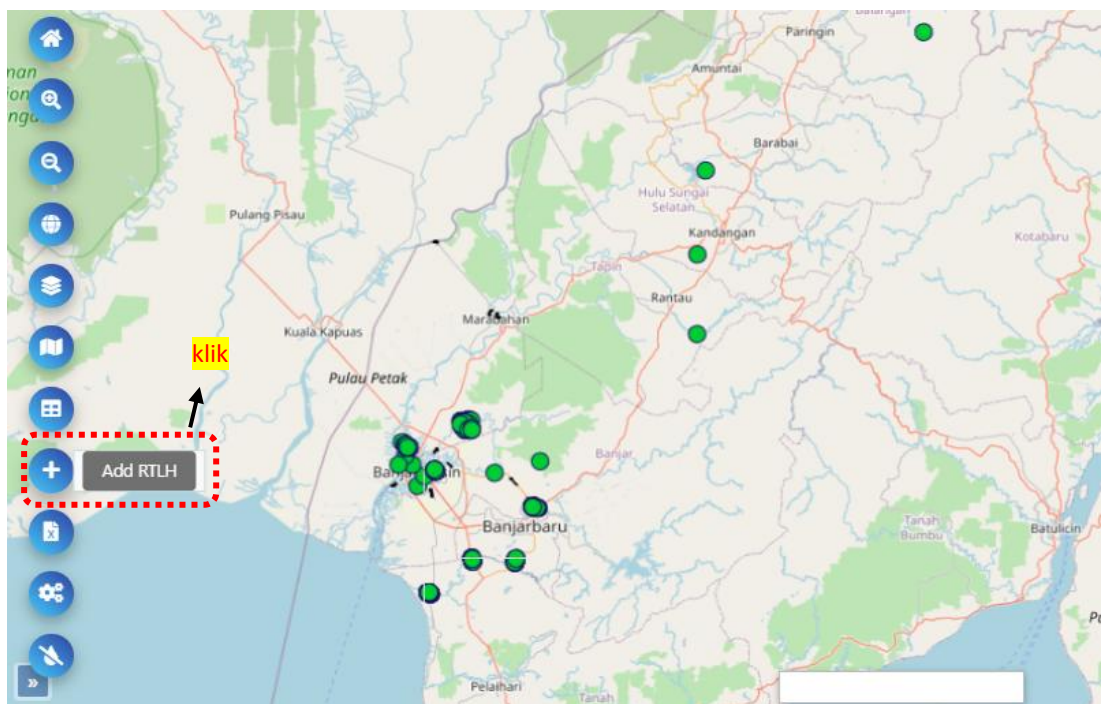 Balangan
Paringin
Amuntai
Barabai
Hulu Sungai
Selatan
Kandangan
Kotabaru
Pulang Pisau
Tapin
Rantau
Marabahan
Kuala Kapuas
klik
Pulau Petak
Add RTLH
Banjar
Banjarbaru
Tanah
Bumbu
Batulicin
Pelaihari
Tanah
X
»